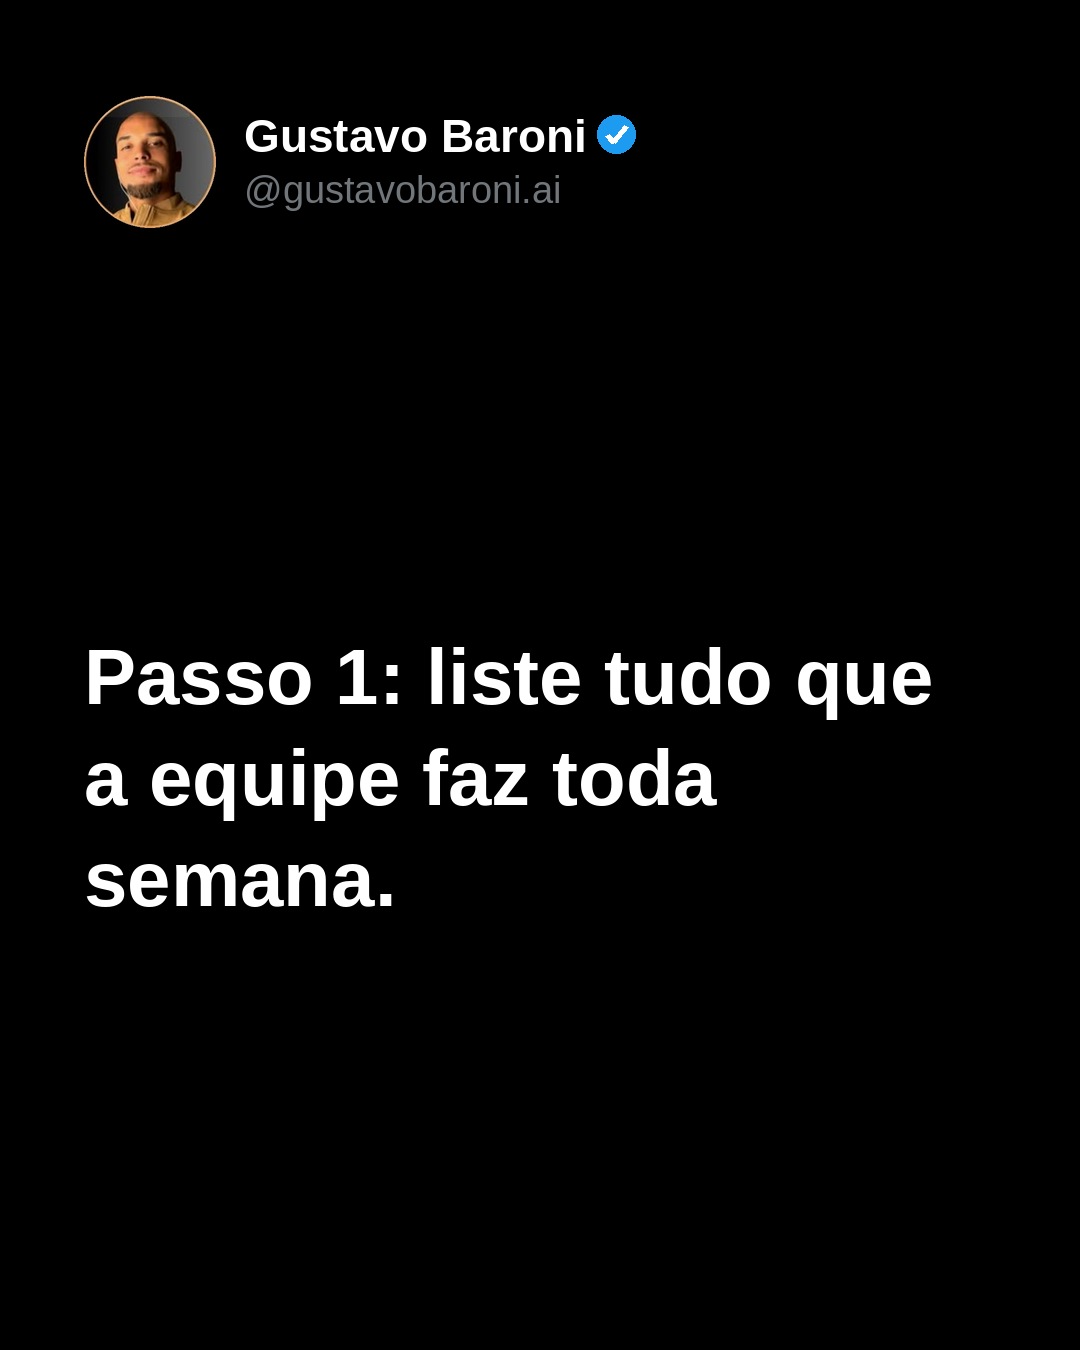 Gustavo Baroni
@gustavobaroni.ai
Passo 1: liste tudo que
a equipe faz toda
semana.